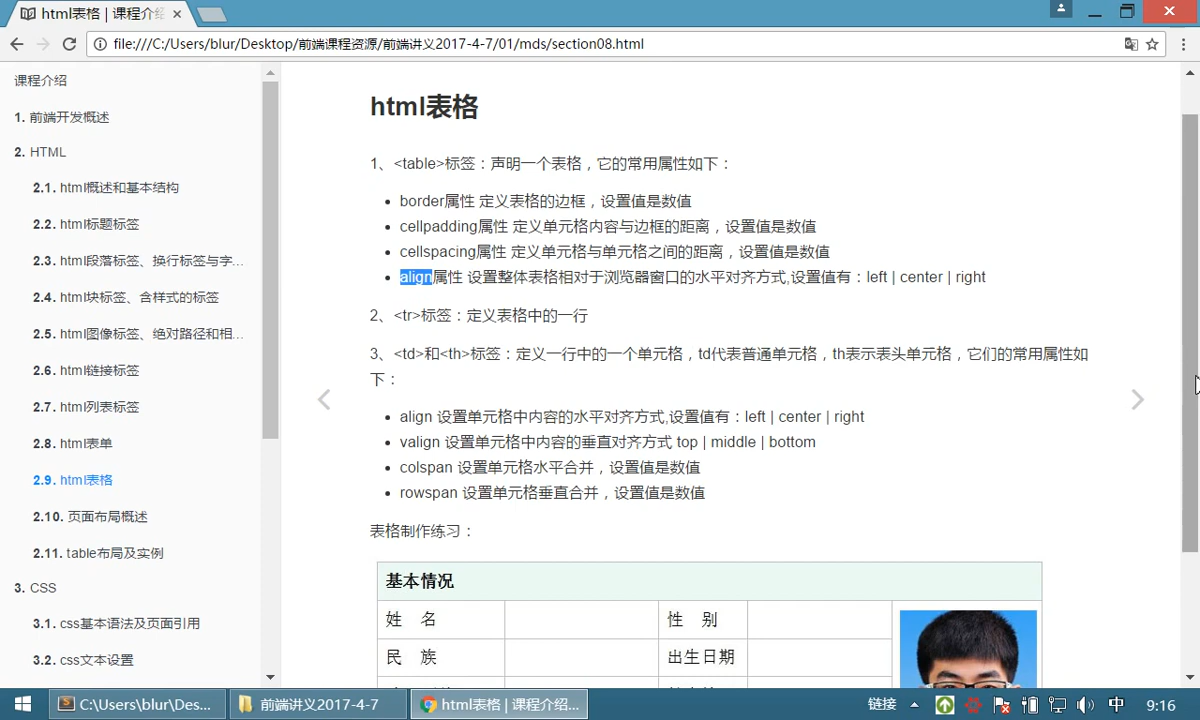 html表格 | 课程介绍
file:///C:/Users/blur/Desktop/前端课程资源/前端讲义2017-4-7/01/mds/section08.html
课程介绍
1. 前端开发概述
2. HTML
2.1. html概述和基本结构
2.2. html标题标签
2.3. html段落标签、换行标签与字...
2.4. html块标签、含样式的标签
2.5. html图像标签、绝对路径和相...
2.6. html链接标签
2.7. html列表标签
2.8. html表单
2.9. html表格
2.10. 页面布局概述
2.11. table布局及实例
3. CSS
3.1. css基本语法及页面引用
3.2. css文本设置
html表格
1、<table>标签：声明一个表格，它的常用属性如下：
• border属性 定义表格的边框，设置值是数值
• cellpadding属性 定义单元格内容与边框的距离，设置值是数值
• cellspacing属性 定义单元格与单元格之间的距离，设置值是数值
• align属性 设置整体表格相对于浏览器窗口的水平对齐方式,设置值有：left | center | right
2、<tr>标签：定义表格中的一行
3、<td>和<th>标签：定义一行中的一个单元格，td代表普通单元格，th表示表头单元格，它们的常用属性如
下：
• align 设置单元格中内容的水平对齐方式,设置值有：left | center | right
• valign 设置单元格中内容的垂直对齐方式 top | middle | bottom
• colspan 设置单元格水平合并，设置值是数值
• rowspan 设置单元格垂直合并，设置值是数值
表格制作练习：
基本情况
姓 名
性 别
民 族
出生日期
C:\Users\blur\Des...
前端讲义2017-4-7
html表格 | 课程介绍...
链接
中
9:16